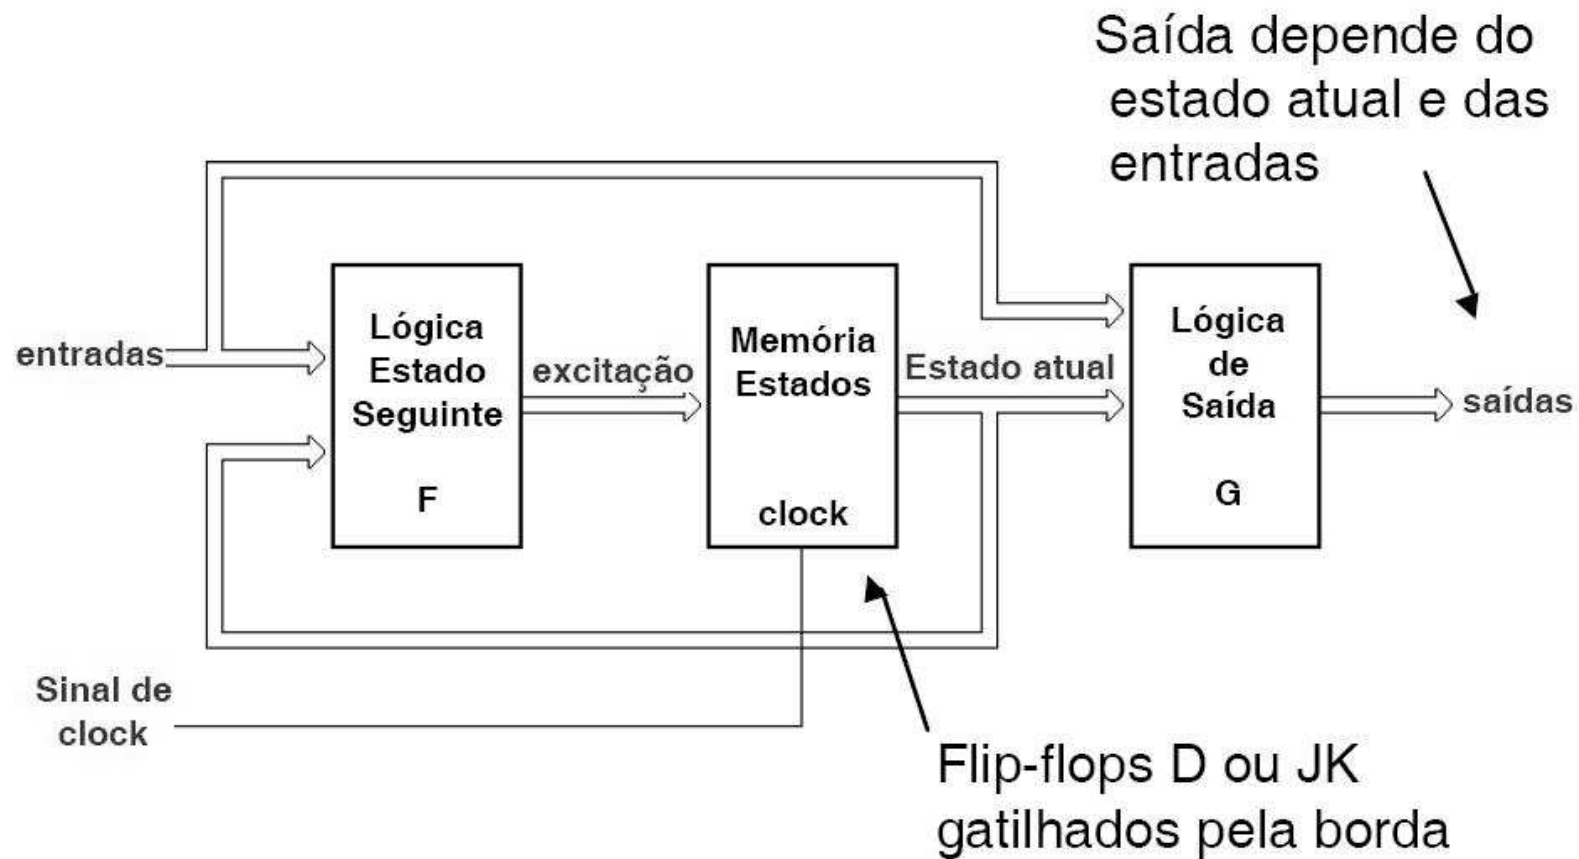 Saída depende do
estado atual e das
entradas
entradas
Lógica
Estado
Seguinte
F
excitação
Memória
Estados
clock
Estado atual
Lógica
de
Saída
G
saídas
Sinal de
clock
Flip-flops D ou JK
gatilhados pela borda